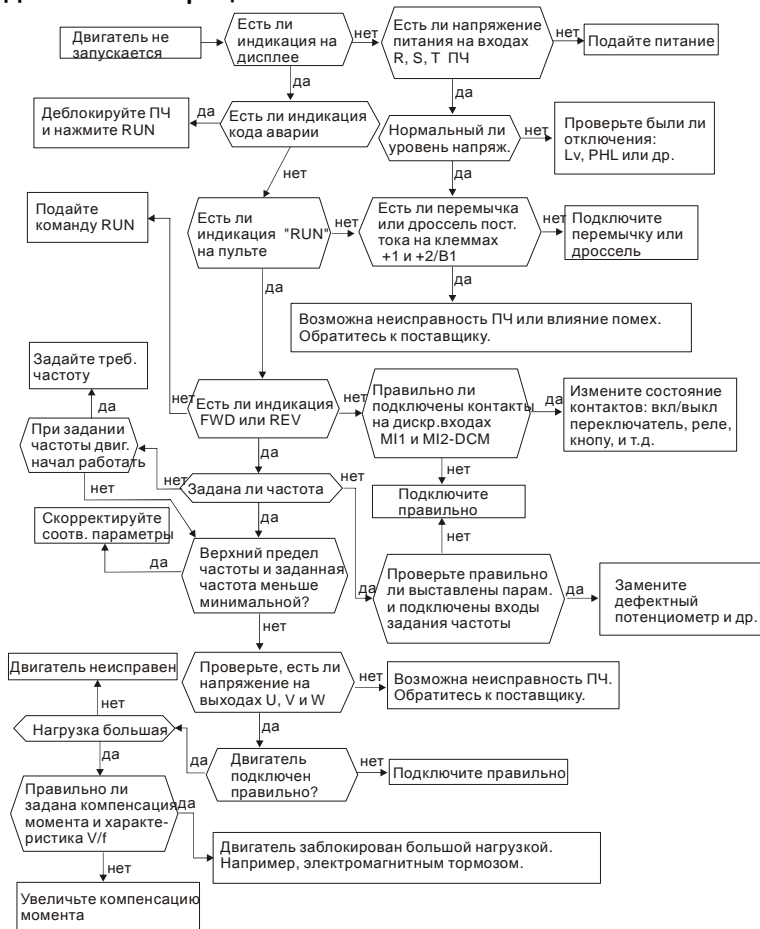 Двигатель не
запускается
Есть ли
индикация на
дисплее
нет
Есть ли напряжение
питания на входах
R, S, T  ПЧ
нет
Подайте питание
да
да
Деблокируйте ПЧ
и нажмите RUN
да
Есть ли индикация
кода аварии
Нормальный ли
уровень напряж.
нет
Проверьте были ли
отключения:
Lv, PHL или др.
нет
да
Подайте
команду RUN
Есть ли
индикация "RUN"
на пульте
нет
Есть ли перемычка
или дроссель пост.
тока на клеммах
+1 и +2/B1
нет
Подключите
перемычку или
дроссель
да
да
Возможна неисправность ПЧ или влияние помех.
Обратитесь к поставщику.
Задайте треб.
частоту
да
нет
Есть ли индикация
FWD или REV
нет
Правильно ли
подключены контакты
на дискр.входах
MI1 и MI2-DCM
да
Измените состояние
контактов: вкл/выкл
переключатель, реле,
кнопу, и т.д.
При задании
частоты двиг.
начал работать
да
нет
нет
Задана ли частота
нет
нет
Подключите
правильно
Скорректируйте
соотв. параметры
да
нет
да
Верхний предел
частоты и заданная
частота меньше
минимальной?
да
Проверьте правильно
ли выставлены парам.
и подключены входы
задания частоты
да
Замените
дефектный
потенциометр и др.
нет
Двигатель неисправен
Проверьте, есть ли
напряжение на
выходах U, V и W
нет
Возможна неисправность ПЧ.
Обратитесь к поставщику.
нет
Нагрузка большая
да
да
да
Двигатель
подключен
правильно?
нет
Подключите правильно
Правильно ли
задана компенсация
момента и характе-
ристика V/f
да
Двигатель заблокирован большой нагрузкой.
Например, электромагнитным тормозом.
нет
Увеличьте компенсацию
момента